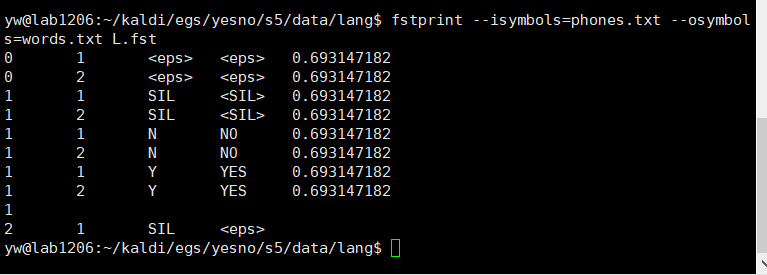 yw@lab1206:~/kaldi/egs/yesno/s5/data/lang$ fstprint --isymbols=phones.txt --osymbol
s=words.txt L.fst
0 1 <eps> <eps> 0.693147182
0 2 <eps> <eps> 0.693147182
1 1 SIL <SIL> 0.693147182
1 2 SIL <SIL> 0.693147182
1 1 N NO 0.693147182
1 2 N NO 0.693147182
1 1 Y YES 0.693147182
1 2 Y YES 0.693147182
1
2 1 SIL <eps>
yw@lab1206:~/kaldi/egs/yesno/s5/data/lang$